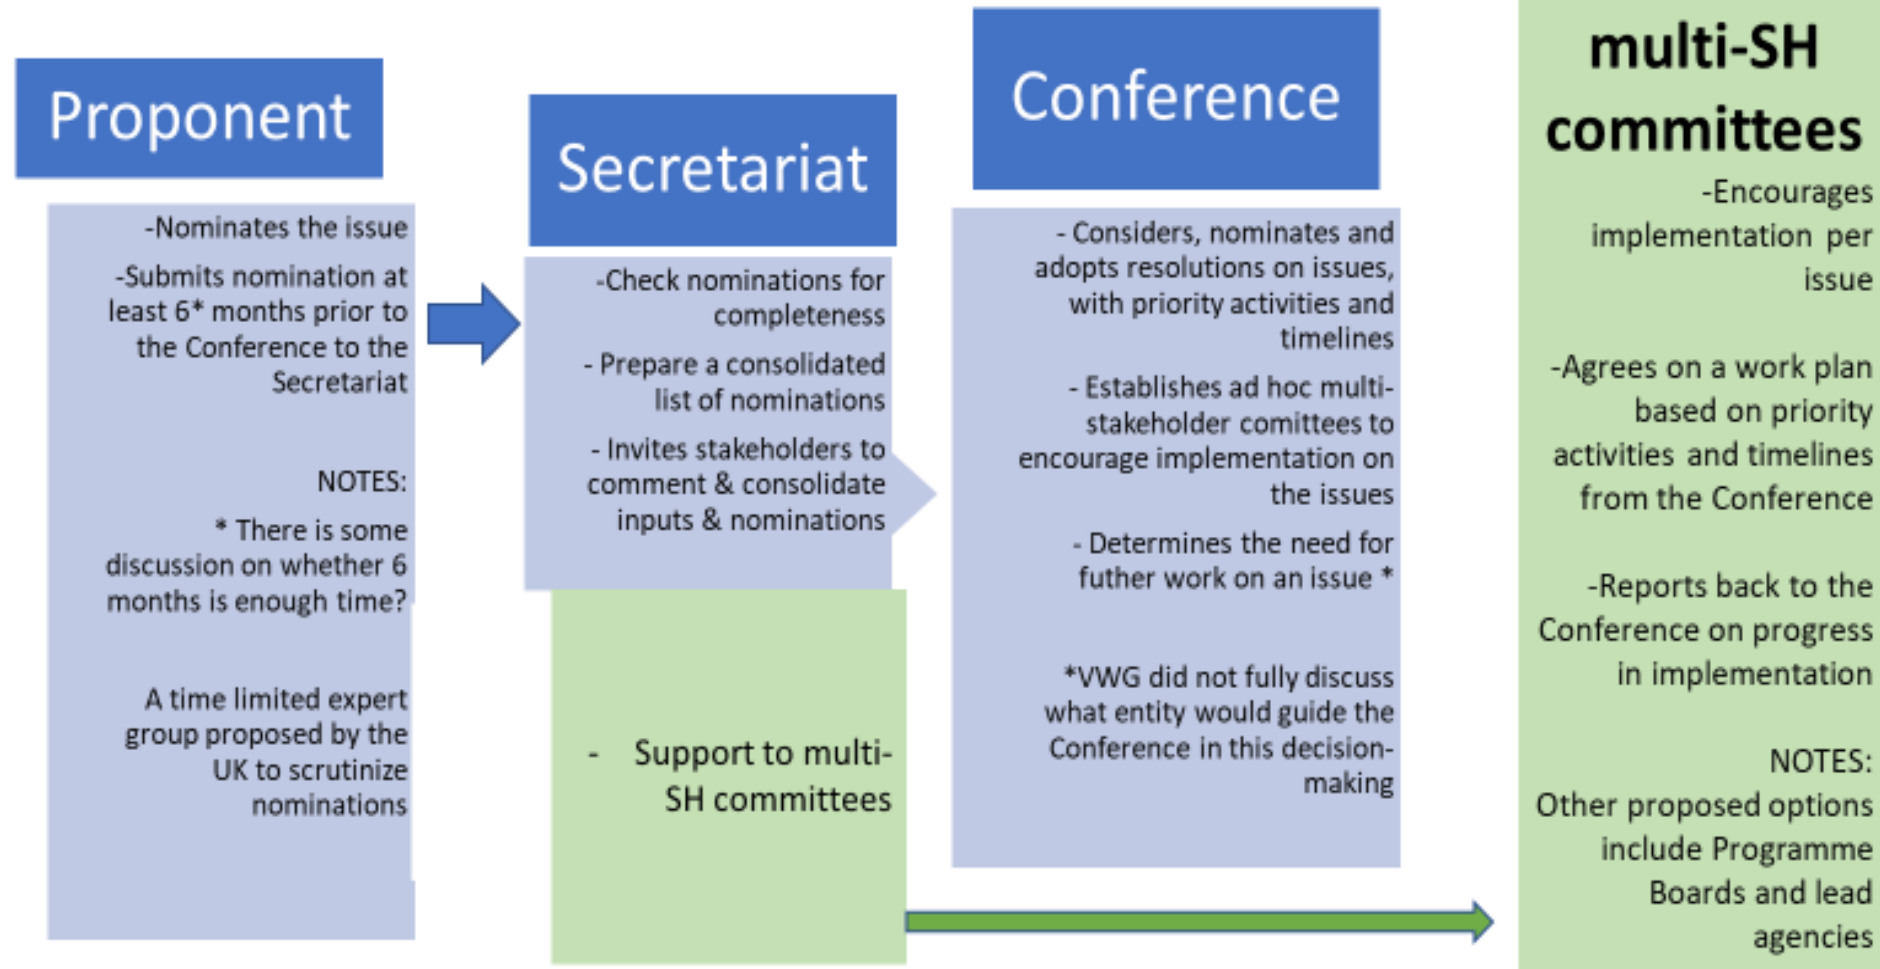 Proponent
-Nominates the issue
-Submits nomination at
least 6* months prior to
the Conference to the
Secretariat
NOTES:
* There is some
discussion on whether 6
months is enough time?
A time limited expert
group proposed by the
UK to scrutinize
nominations
Secretariat
-Check nominations for
completeness
- Prepare a consolidated
list of nominations
- Invites stakeholders to
comment & consolidate
inputs & nominations
- Support to multi-
SH committees
Conference
- Considers, nominates and
adopts resolutions on issues,
with priority activities and
timelines
- Establishes ad hoc multi-
stakeholder comittees to
encourage implementation on
the issues
- Determines the need for
futher work on an issue *
*VWG did not fully discuss
what entity would guide the
Conference in this decision-
making
multi-SH
committees
-Encourages
implementation per
issue
-Agrees on a work plan
based on priority
activities and timelines
from the Conference
-Reports back to the
Conference on progress
in implementation
NOTES:
Other proposed options
include Programme
Boards and lead
agencies